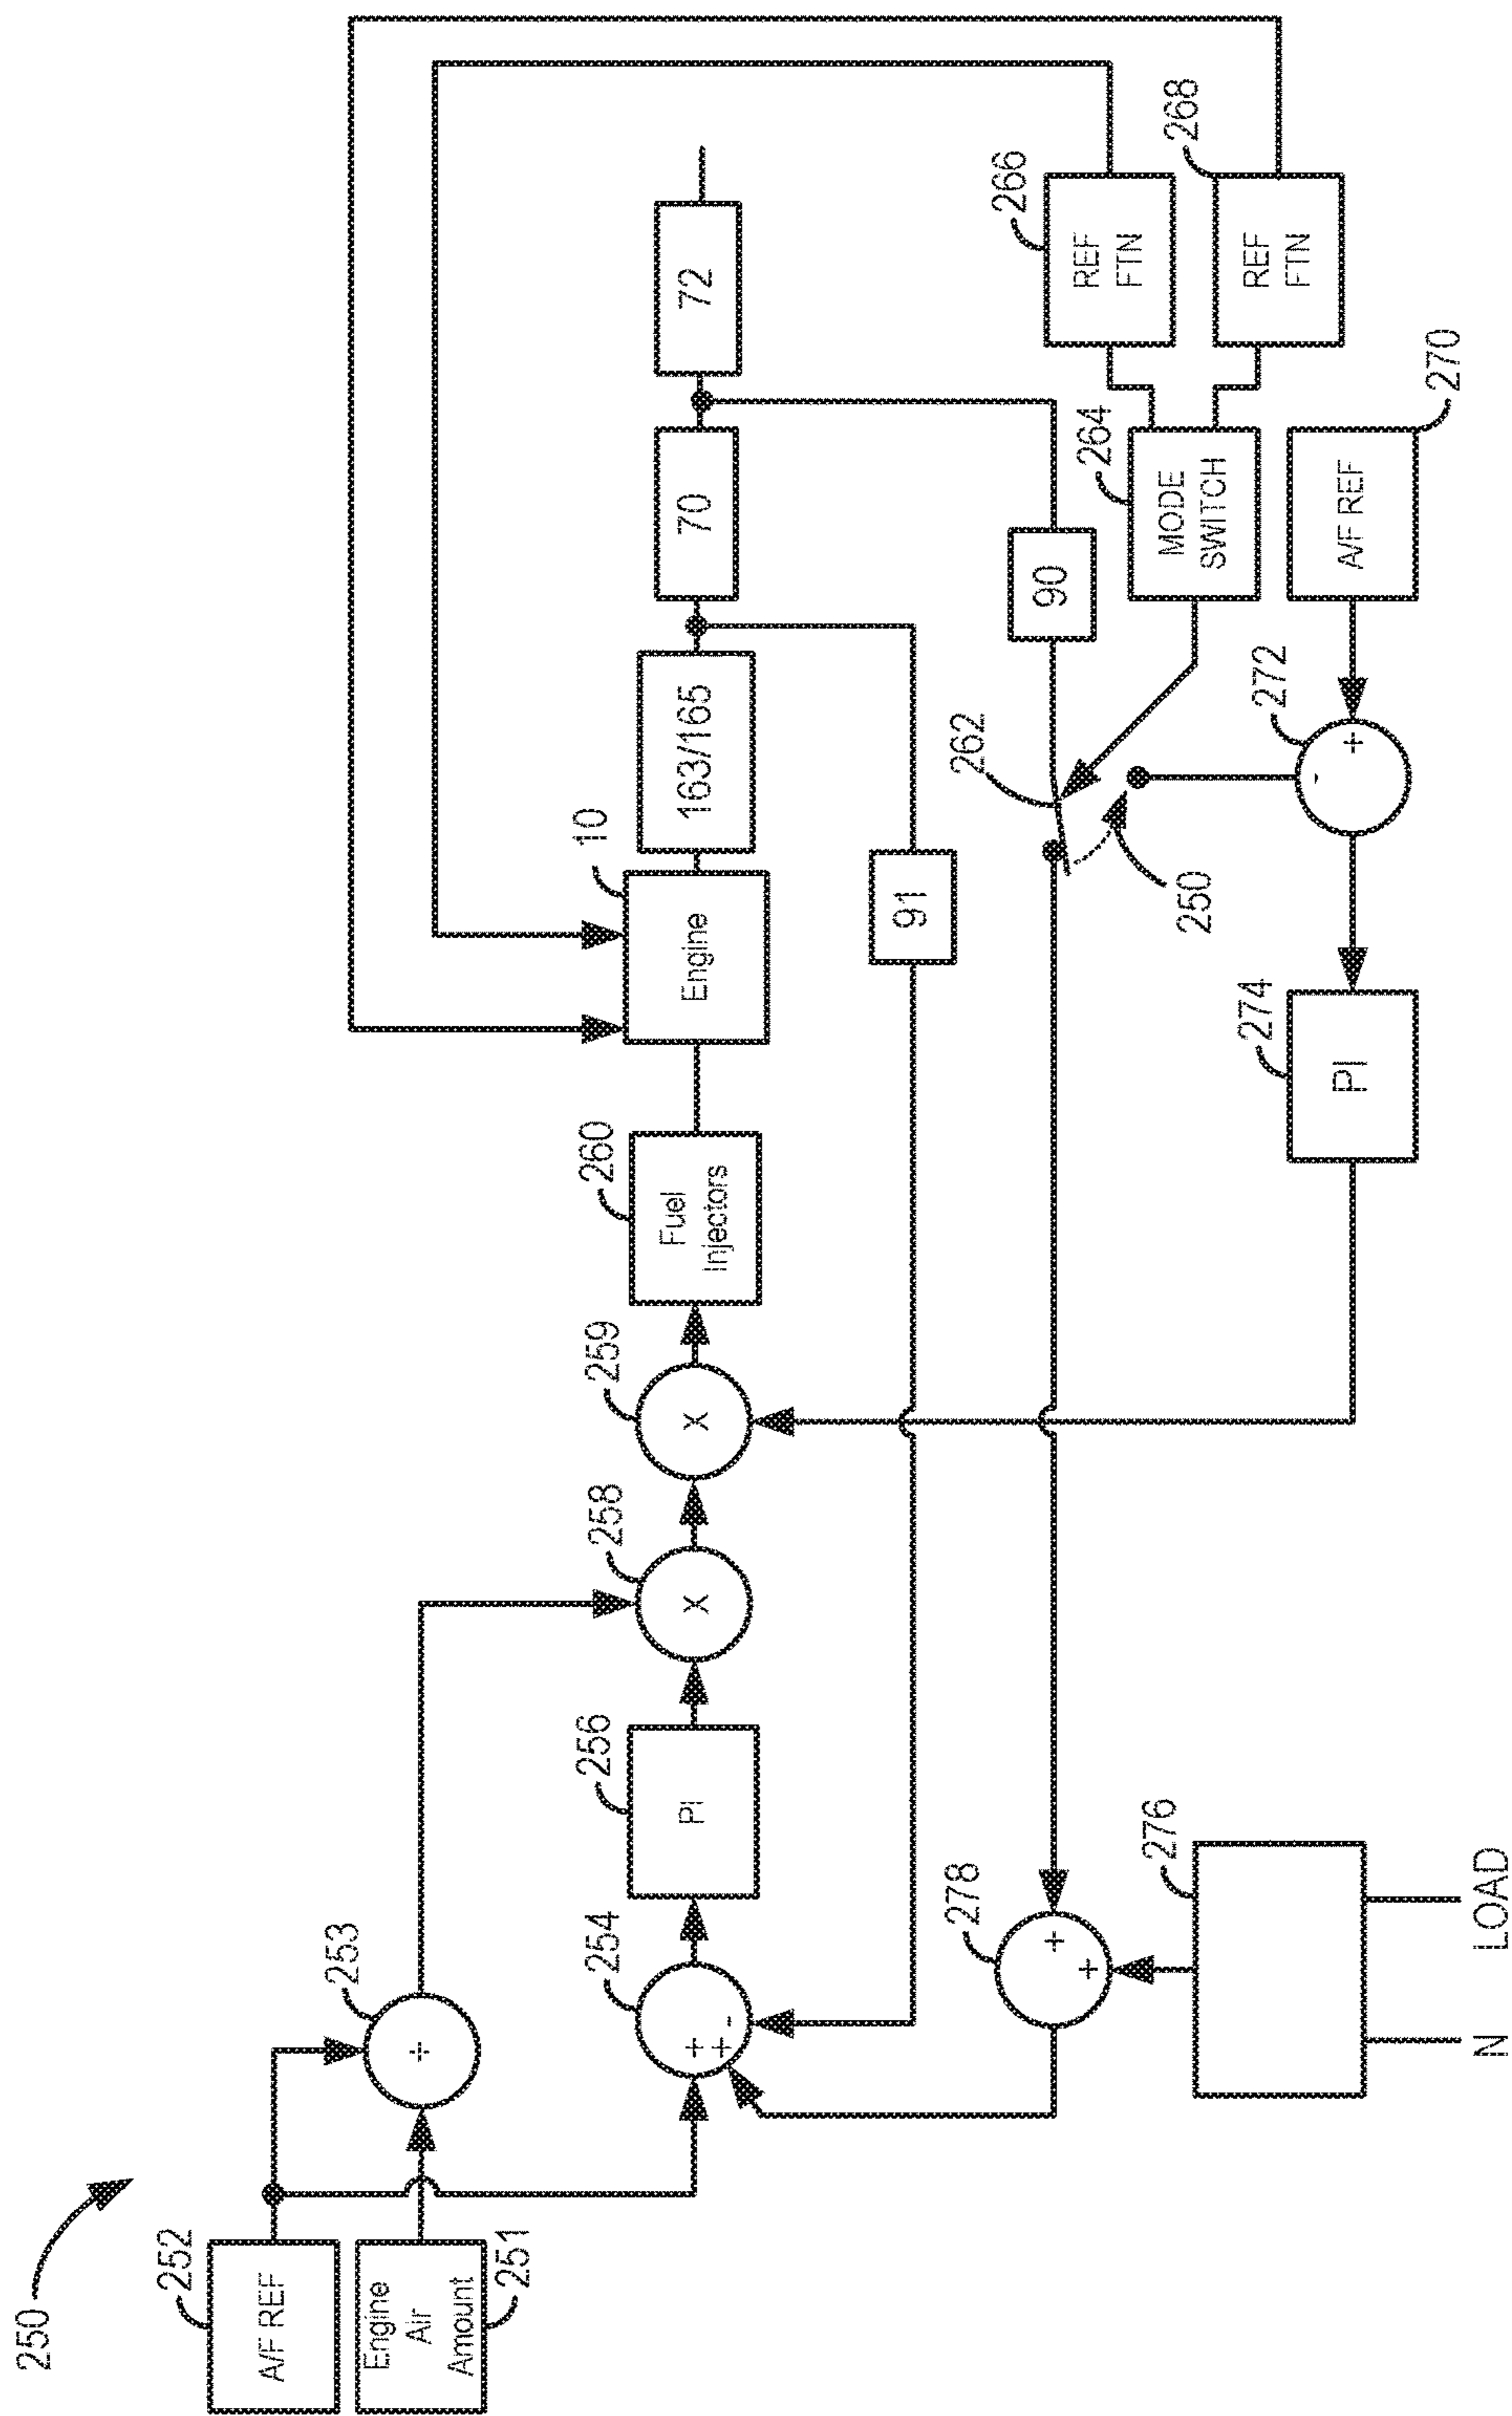 250
252
A/F REF
Engine
Air
Amount
251
253
÷
254
+
+
-
256
PI
258
X
259
X
260
Fuel
Injectors
10
Engine
163/165
70
72
91
90
262
250
264
MODE
SWITCH
266
REF
FTN
268
REF
FTN
270
A/F REF
272
+
-
274
PI
278
+
+
276
N
LOAD